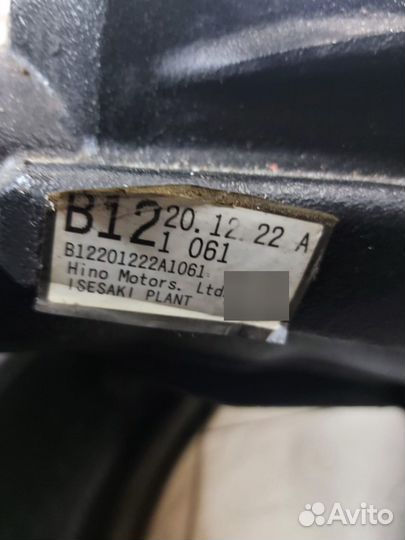 B12 20.12.22 A
1 061
B12201222A1061
Hino Motors. Ltd.
ISESAKI PLANT
Avito